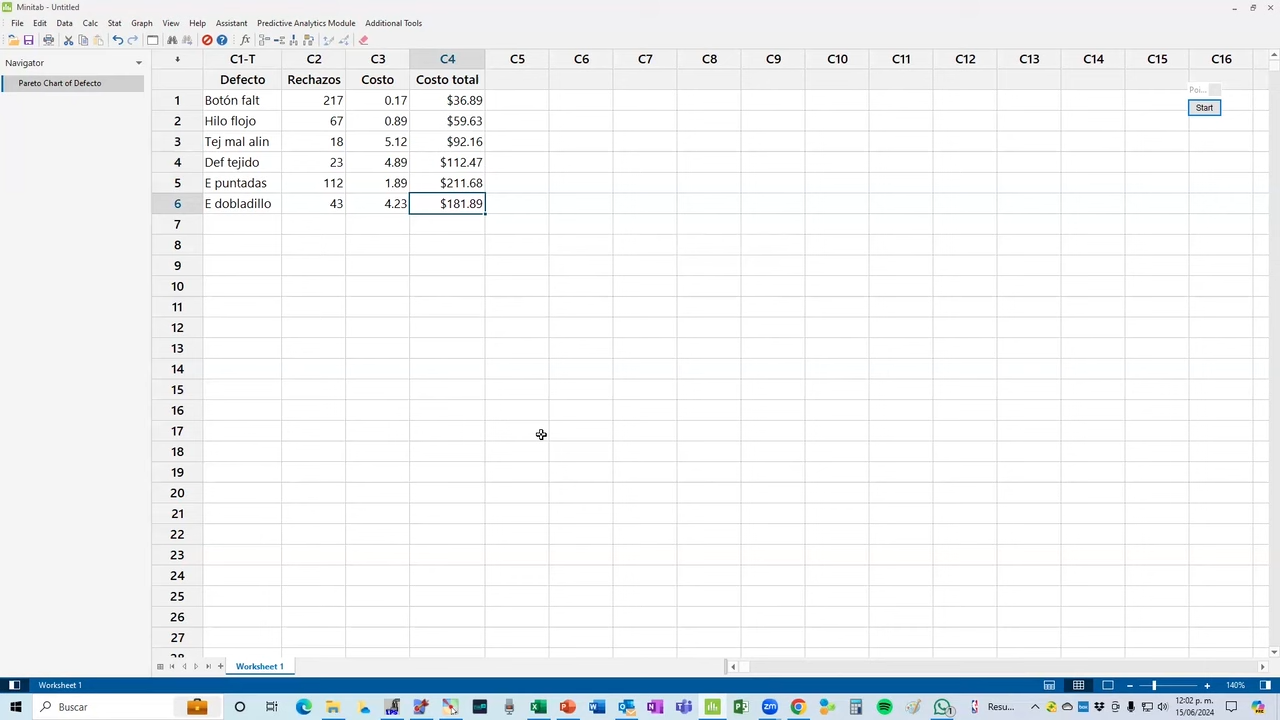 Minitab - Untitled
File Edit Data Calc Stat Graph View Help Assistant Predictive Analytics Module Additional Tools
Navigator
Pareto Chart of Defecto
C1-T C2 C3 C4 C5 C6 C7 C8 C9 C10 C11 C12 C13 C14 C15 C16
Defecto Rechazos Costo Costo total
1 Botón falt 217 0.17 $36.89
2 Hilo flojo 67 0.89 $59.63
3 Tej mal alin 18 5.12 $92.16
4 Def tejido 23 4.89 $112.47
5 E puntadas 112 1.89 $211.68
6 E dobladillo 43 4.23 $181.89
7
8
9
10
11
12
13
14
15
16
17
18
19
20
21
22
23
24
25
26
27
28
Poi...
Start
Worksheet 1
Worksheet 1
140%
Buscar
Resu...
12:02 p. m.
15/06/2024